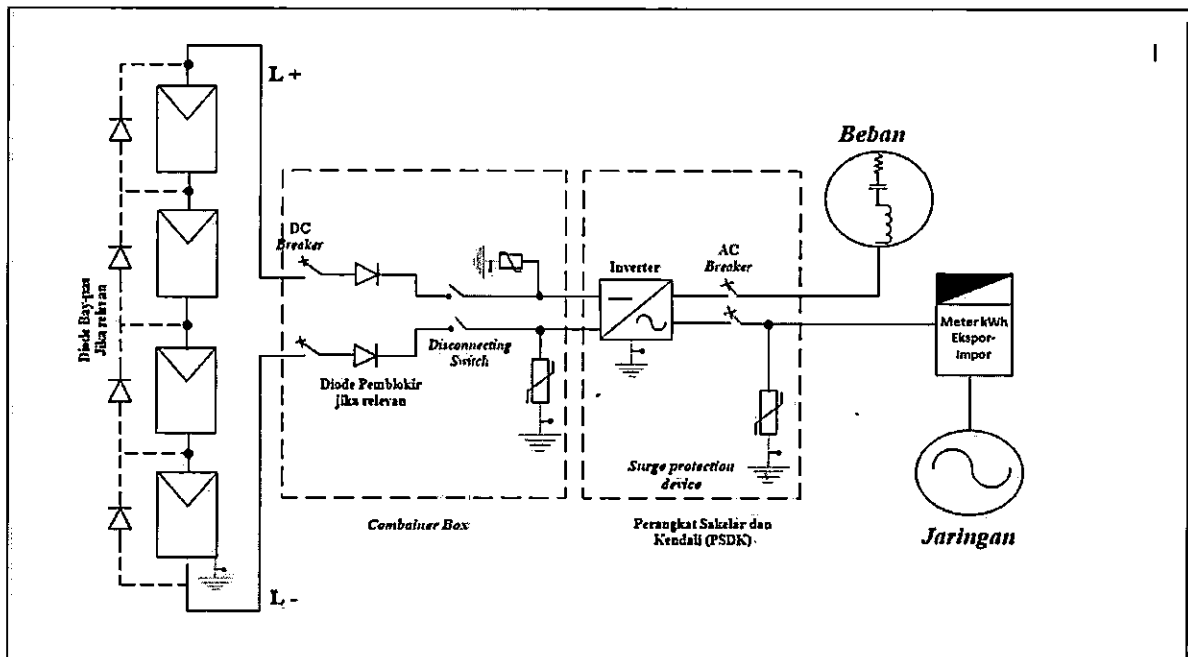 L +
Beban
DC
Breaker
Inverter
AC
Breaker
Diode Bay-pas
Jika relevan
Meter kWh
Ekspor-
Impor
Disconnecting
Switch
Diode Pemblokir
jika relevan
Surge protection
device
Combainer Box
Perangkat Sakelar dan
Kendali (PSDK)
Jaringan
L -